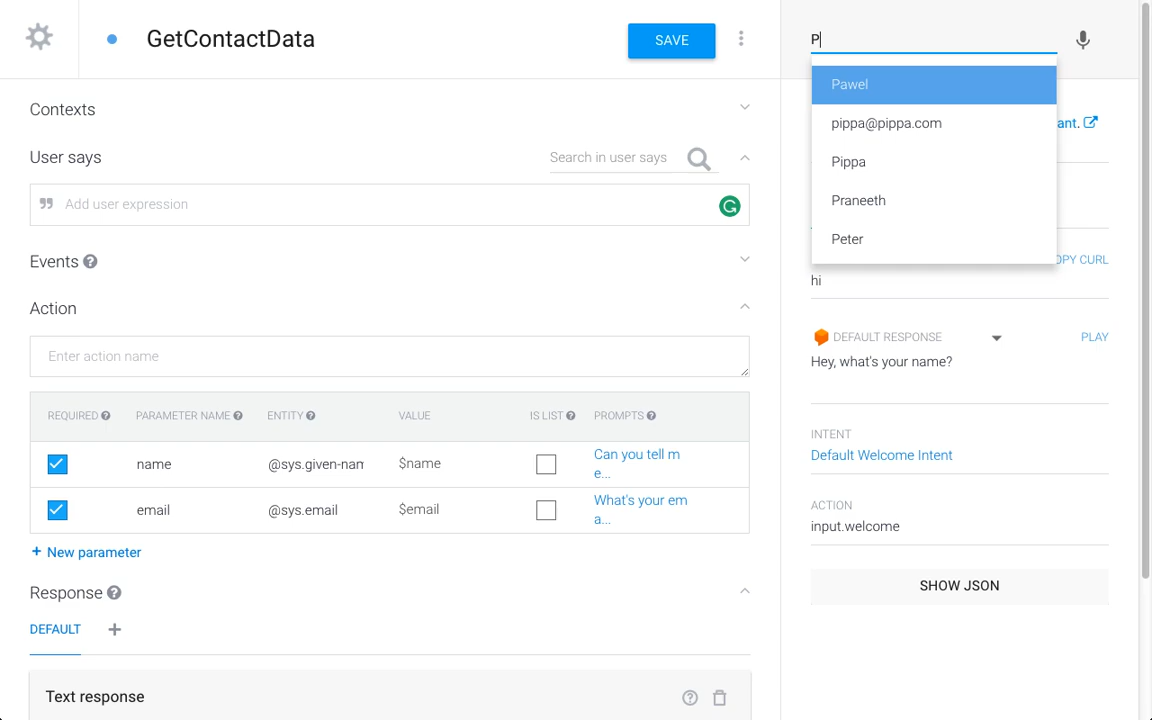 GetContactData
SAVE
P
Pawel
pippa@pippa.com
Pippa
Praneeth
Peter
ant.
Contexts
User says
Search in user says
Add user expression
Events
Action
Enter action name
REQUIRED PARAMETER NAME ENTITY VALUE IS LIST PROMPTS
name @sys.given-nam $name Can you tell m
e...
email @sys.email $email What's your em
a...
+ New parameter
Response
DEFAULT +
Text response
OPY CURL
hi
DEFAULT RESPONSE PLAY
Hey, what's your name?
INTENT
Default Welcome Intent
ACTION
input.welcome
SHOW JSON